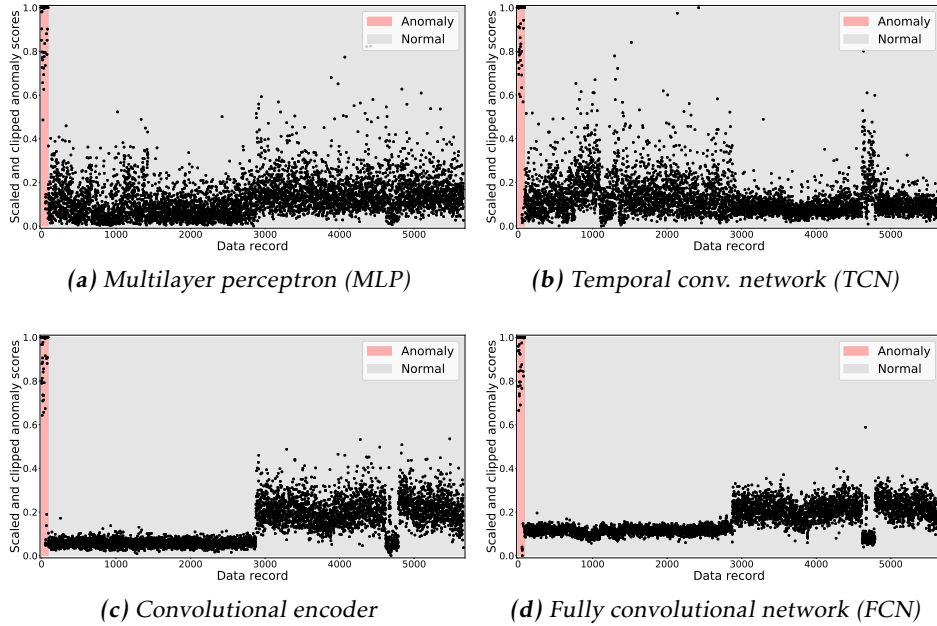 1.0
0.8
0.6
0.4
0.2
0.0
Scaled and clipped anomaly scores
0 1000 2000 3000 4000 5000
Data record
Anomaly
Normal
(a) Multilayer perceptron (MLP)
1.0
0.8
0.6
0.4
0.2
0.0
Scaled and clipped anomaly scores
0 1000 2000 3000 4000 5000
Data record
Anomaly
Normal
(b) Temporal conv. network (TCN)
1.0
0.8
0.6
0.4
0.2
0.0
Scaled and clipped anomaly scores
0 1000 2000 3000 4000 5000
Data record
Anomaly
Normal
(c) Convolutional encoder
1.0
0.8
0.6
0.4
0.2
0.0
Scaled and clipped anomaly scores
0 1000 2000 3000 4000 5000
Data record
Anomaly
Normal
(d) Fully convolutional network (FCN)